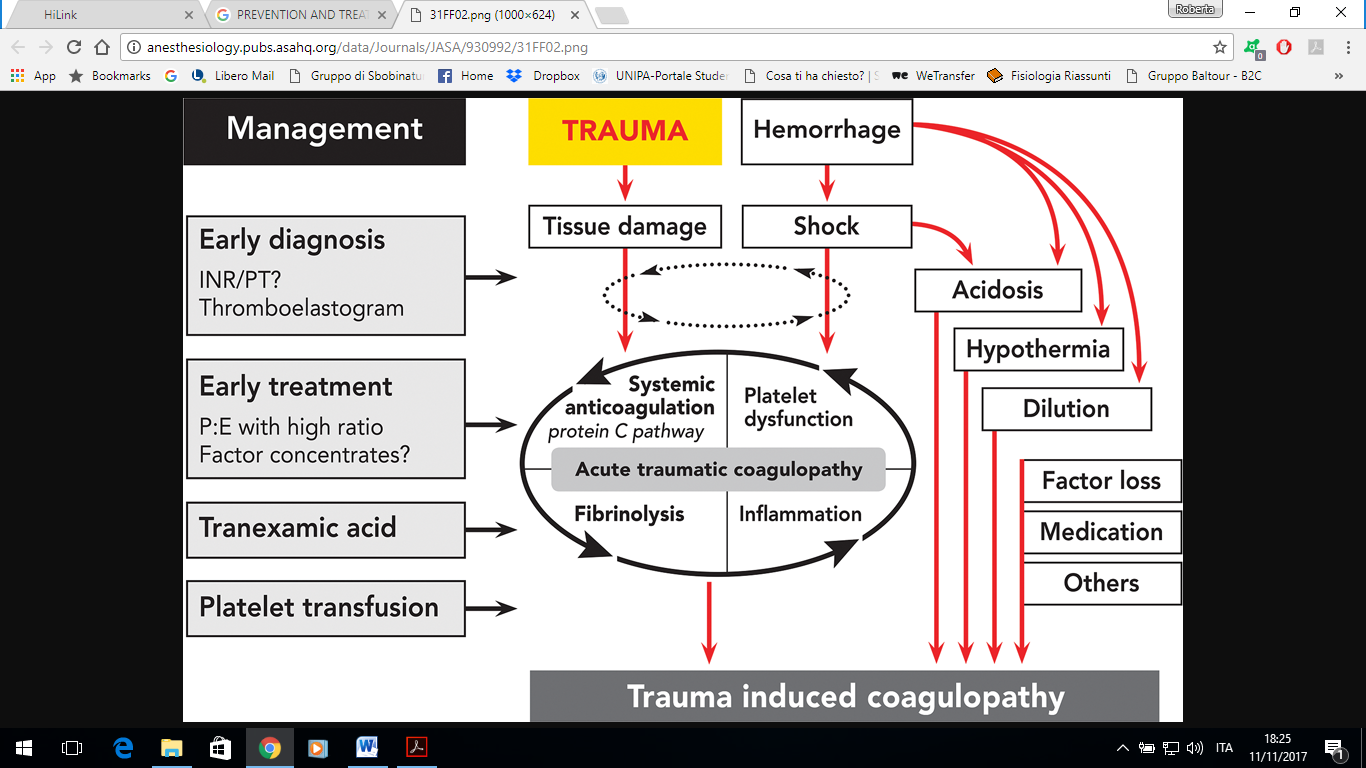 Roberta
HiLink
PREVENTION AND TREAT
31FF02.png (1000×624)
anesthesiology.pubs.asahq.org/data/Journals/JASA/930992/31FF02.png
0
App
Bookmarks
Libero Mail
Gruppo di Sbobinatu
Home
Dropbox
UNIPA-Portale Stude
Cosa ti ha chiesto? | S
we WeTransfer
Fisiologia Riassunti
Gruppo Baltour - B2C
»
Management
TRAUMA
Hemorrhage
Tissue damage
Shock
Early diagnosis
INR/PT?
Thromboelastogram
Acidosis
Hypothermia
Dilution
Early treatment
P:E with high ratio
Factor concentrates?
Systemic
anticoagulation
protein C pathway
Platelet
dysfunction
Acute traumatic coagulopathy
Fibrinolysis
Inflammation
Factor loss
Medication
Others
Tranexamic acid
Platelet transfusion
Trauma induced coagulopathy
ITA
18:25
11/11/2017
1